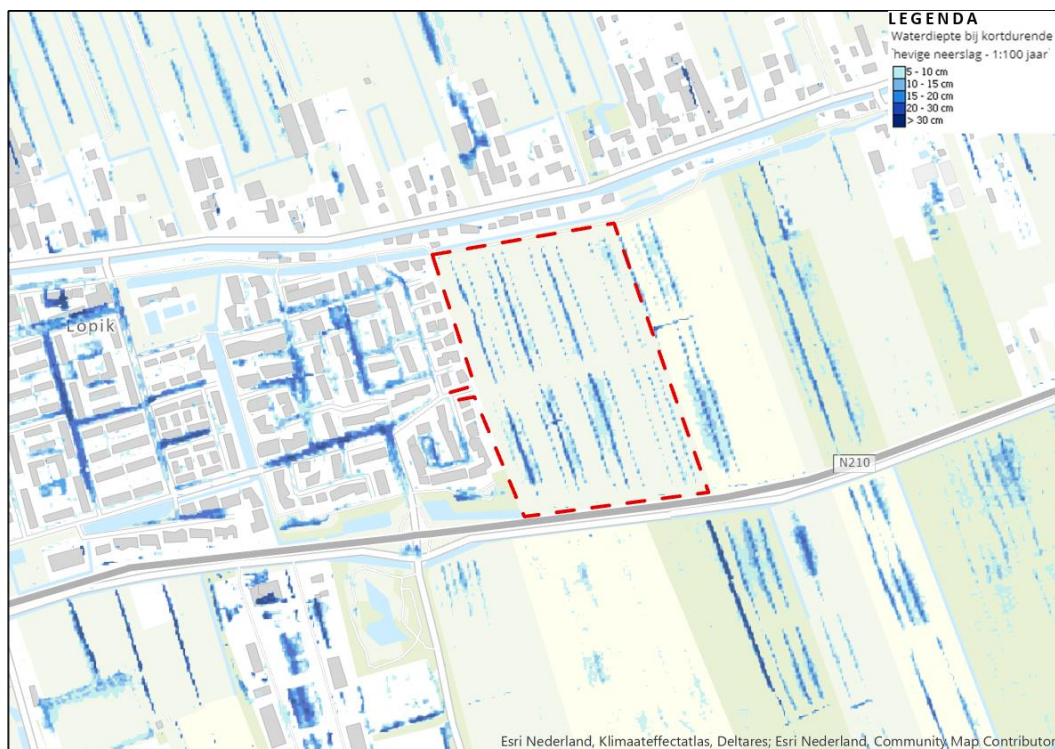 LEGENDA
Waterdiepte bij kortdurende
hevige neerslag - 1:100 jaar
5 - 10 cm
10 - 15 cm
15 - 20 cm
20 - 30 cm
> 30 cm
Lopik
N210
Esri Nederland, Klimaateffectatlas, Deltares; Esri Nederland, Community Map Contributor